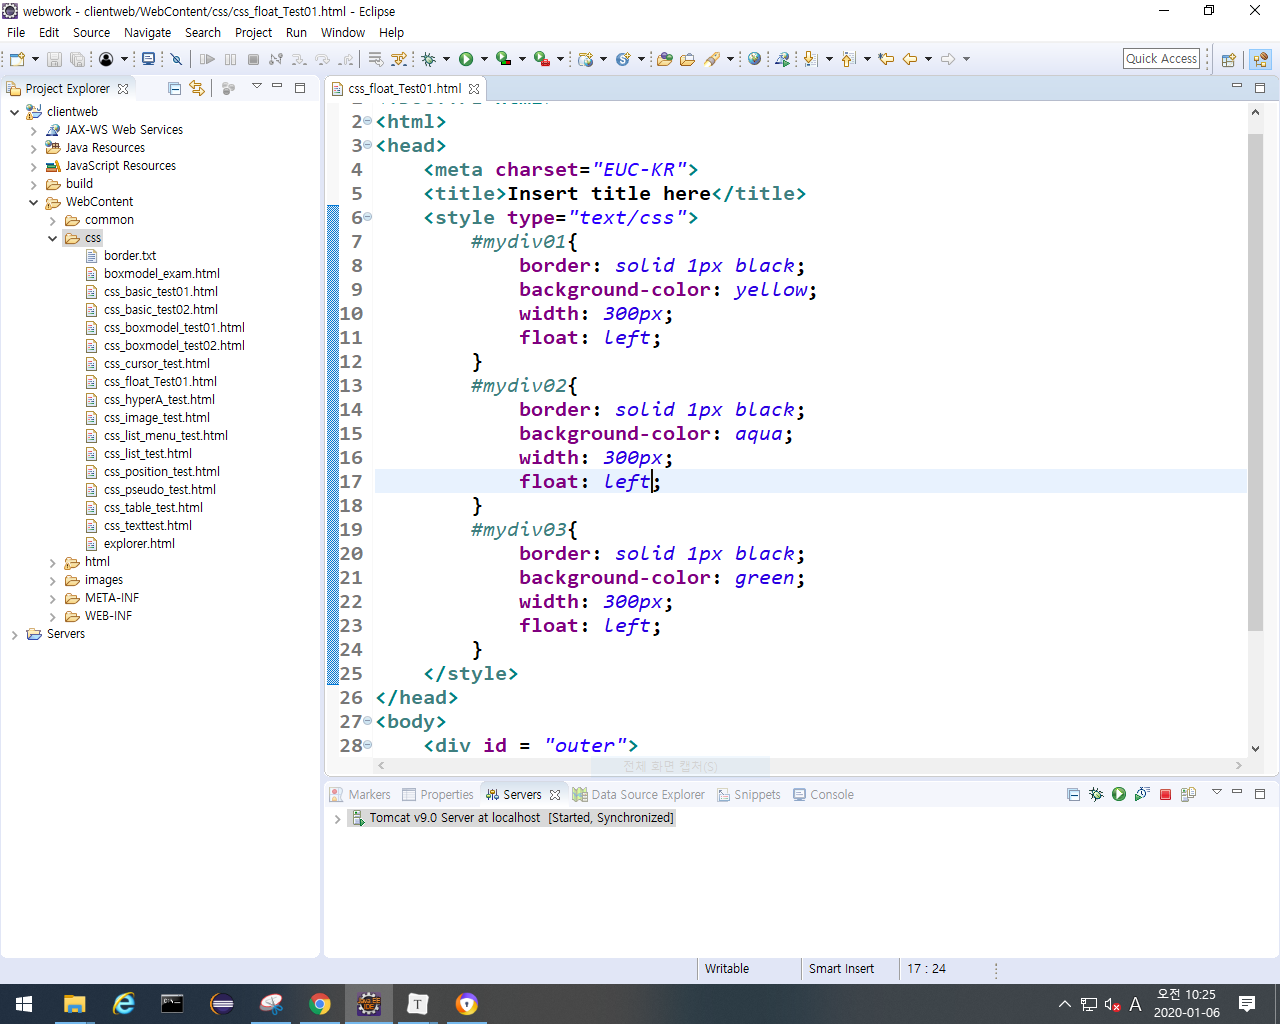 webwork - clientweb/WebContent/css/css_float_Test01.html - Eclipse
File Edit Source Navigate Search Project Run Window Help
Quick Access
Project Explorer
clientweb
JAX-WS Web Services
Java Resources
JavaScript Resources
build
WebContent
common
css
border.txt
boxmodel_exam.html
css_basic_test01.html
css_basic_test02.html
css_boxmodel_test01.html
css_boxmodel_test02.html
css_cursor_test.html
css_float_Test01.html
css_hyperA_test.html
css_image_test.html
css_list_menu_test.html
css_list_test.html
css_position_test.html
css_pseudo_test.html
css_table_test.html
css_texttest.html
explorer.html
html
images
META-INF
WEB-INF
Servers
css_float_Test01.html
2 <html>
3 <head>
4 <meta charset="EUC-KR">
5 <title>Insert title here</title>
6 <style type="text/css">
7 #mydiv01{
8 border: solid 1px black;
9 background-color: yellow;
10 width: 300px;
11 float: left;
12 }
13 #mydiv02{
14 border: solid 1px black;
15 background-color: aqua;
16 width: 300px;
17 float: left;
18 }
19 #mydiv03{
20 border: solid 1px black;
21 background-color: green;
22 width: 300px;
23 float: left;
24 }
25 </style>
26 </head>
27 <body>
28 <div id = "outer">
전체 화면 캡처(S)
Markers Properties Servers Data Source Explorer Snippets Console
Tomcat v9.0 Server at localhost [Started, Synchronized]
Writable Smart Insert 17 : 24
A
오전 10:25
2020-01-06